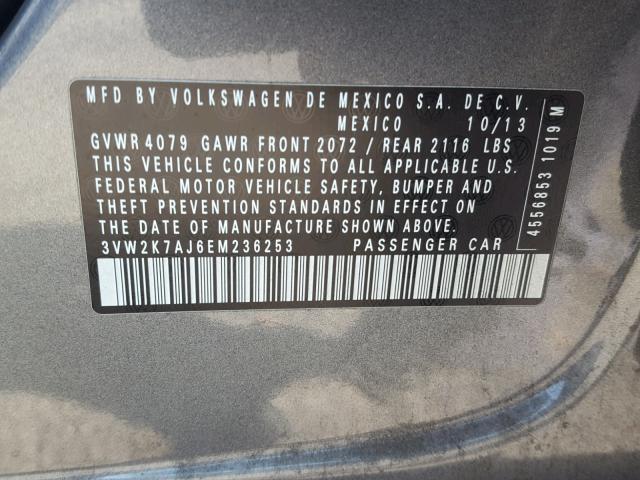 MFD BY VOLKSWAGEN DE MEXICO S.A. DE C.V.
MEXICO 10/13
GVWR 4079 GAWR FRONT 2072 / REAR 2116 LBS
THIS VEHICLE CONFORMS TO ALL APPLICABLE U.S.
FEDERAL MOTOR VEHICLE SAFETY, BUMPER AND
THEFT PREVENTION STANDARDS IN EFFECT ON
THE DATE OF MANUFACTURE SHOWN ABOVE.
3VW2K7AJ6EM236253 PASSENGER CAR
4556853 1019 M